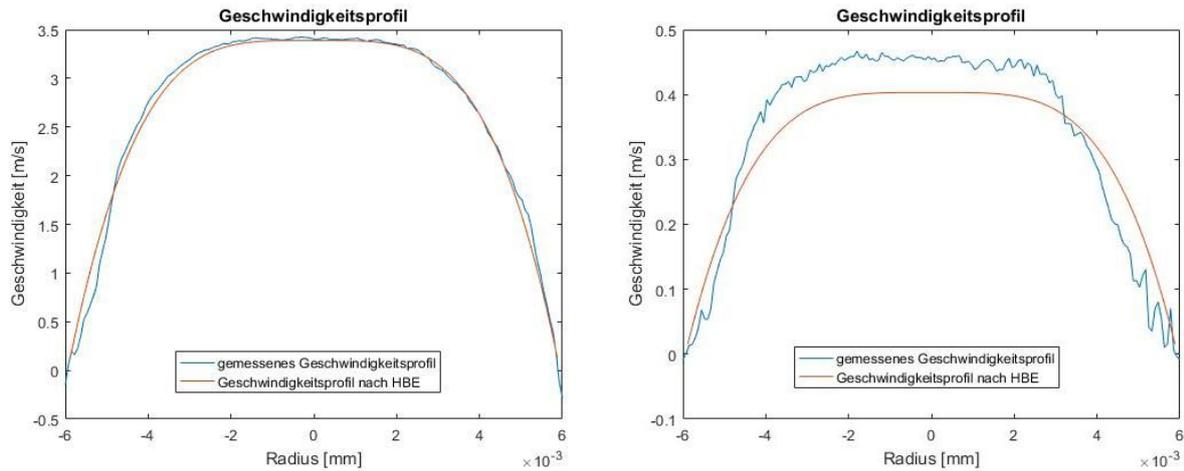 Geschwindigkeitsprofil
3.5
3
2.5
2
1.5
1
0.5
0
-0.5
Geschwindigkeit [m/s]
gemessenes Geschwindigkeitsprofil
Geschwindigkeitsprofil nach HBE
-6 -4 -2 0 2 4 6
Radius [mm]
×10⁻³
Geschwindigkeitsprofil
0.5
0.4
0.3
0.2
0.1
0
-0.1
Geschwindigkeit [m/s]
gemessenes Geschwindigkeitsprofil
Geschwindigkeitsprofil nach HBE
-6 -4 -2 0 2 4 6
Radius [mm]
×10⁻³